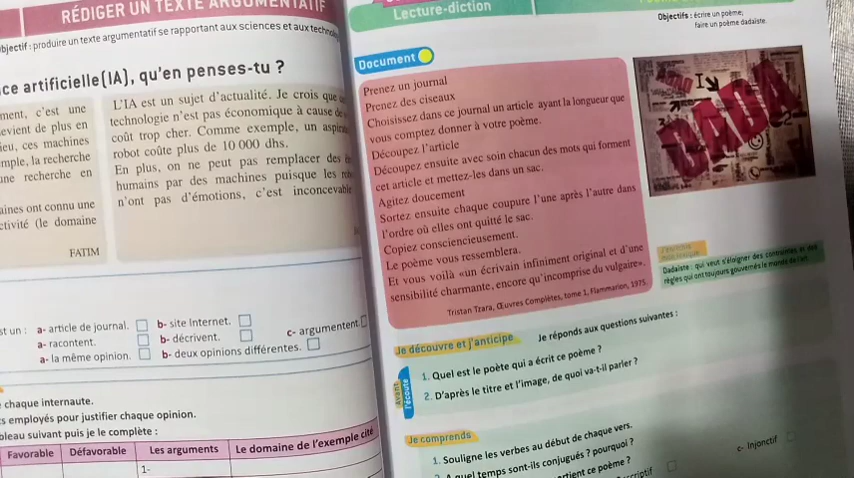 RÉDIGER UN TEXTE ARGUMENTATIF
bjectif : produire un texte argumentatif se rapportant aux sciences et aux
ce artificielle(IA), qu'en penses-tu ?
ment, c'est une
evient de plus en
ieu, ces machines
mple, la recherche
une recherche en
aines ont connu une
ctivité (le domaine
FATIM
L'IA est un sujet d'actualité. Je crois que
technologie n'est pas économique à cause
coût trop cher. Comme exemple, un
robot coûte plus de 10 000 dhs.
En plus, on ne peut pas remplacer des
humains par des machines puisque les
n'ont pas d'émotions, c'est inconcevable
st un : a- article de journal. b- site Internet.
a- racontent. b- décrivent. c- argumentent.
a- la même opinion. b- deux opinions différentes.
chaque internaute.
s employés pour justifier chaque opinion.
bleau suivant puis je le complète :
Favorable Défavorable Les arguments Le domaine de l'exemple cité
1-
Lecture-diction
Objectifs : écrire un poème;
faire un poème dadaïste.
Document
Prenez un journal
Prenez des ciseaux
Choisissez dans ce journal un article ayant la longueur que
vous comptez donner à votre poème.
Découpez l'article
Découpez ensuite avec soin chacun des mots qui forment
cet article et mettez-les dans un sac.
Agitez doucement
Sortez ensuite chaque coupure l'une après l'autre dans
l'ordre où elles ont quitté le sac.
Copiez consciencieusement.
Le poème vous ressemblera.
Et vous voilà «un écrivain infiniment original et d'une
sensibilité charmante, encore qu'incomprise du vulgaire».
Tristan Tzara, Œuvres Complètes, tome 1, Flammarion, 1975.
DADA
Dadaïste : qui veut s'éloigner des contraintes et des
règles qui ont toujours gouvernés le monde de l'art.
Je découvre et j'anticipe Je réponds aux questions suivantes :
Avant l'écoute
1. Quel est le poète qui a écrit ce poème ?
2. D'après le titre et l'image, de quoi va-t-il parler ?
Je comprends
1. Souligne les verbes au début de chaque vers.
quel temps sont-ils conjugués ? pourquoi ?
ce poème ?
c- Injonctif